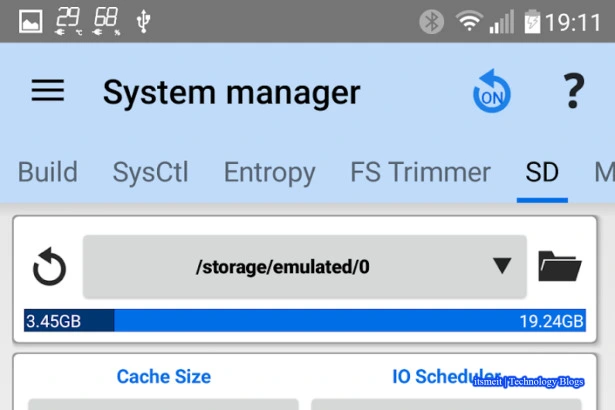 29 °C 68 % 19:11
System manager ON ?
Build SysCtl Entropy FS Trimmer SD M
/storage/emulated/0
3.45GB 19.24GB
Cache Size IO Scheduler
itsmeit | Technology Blogs